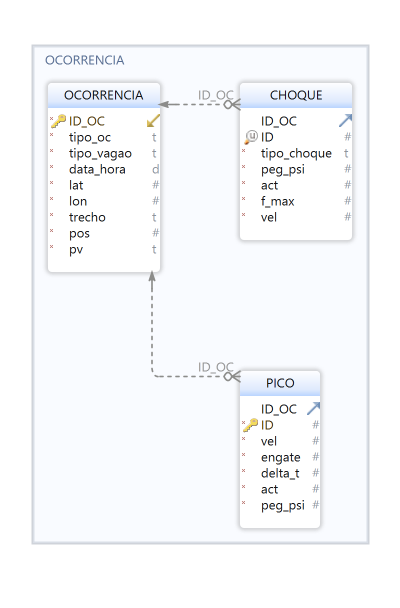 OCORRENCIA
OCORRENCIA
ID_OC
tipo_oc t
tipo_vagao t
data_hora d
lat #
lon #
trecho t
pos #
pv t
ID_OC
CHOQUE
ID_OC
u ID #
tipo_choque t
peg_psi #
act #
f_max #
vel #
ID_OC
PICO
ID_OC
ID #
vel #
engate #
delta_t #
act #
peg_psi #